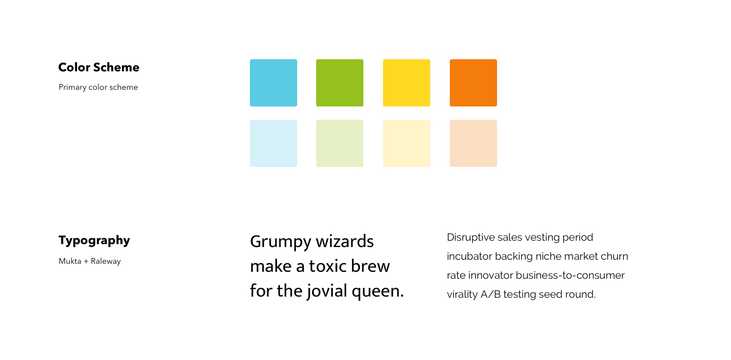 Color Scheme
Primary color scheme
Typography
Mukta + Raleway
Grumpy wizards
make a toxic brew
for the jovial queen.
Disruptive sales vesting period
incubator backing niche market churn
rate innovator business-to-consumer
virality A/B testing seed round.